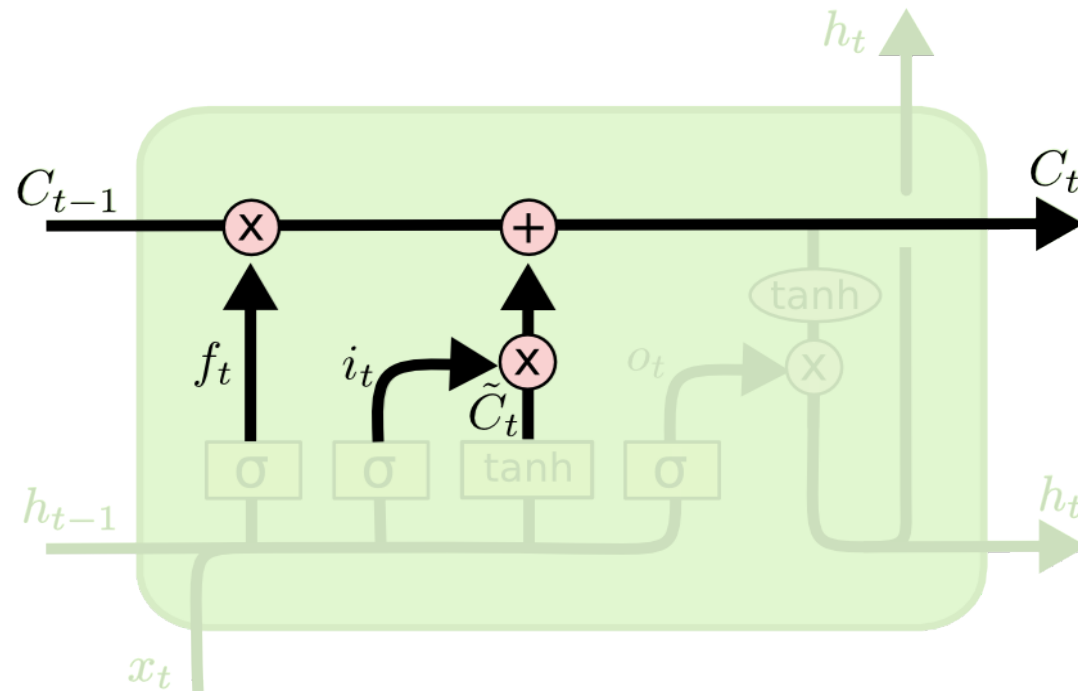 h_t
C_{t-1} x + C_t
tanh
f_t i_t x o_t x
C̃_t
σ σ tanh σ
h_{t-1} h_t
x_t